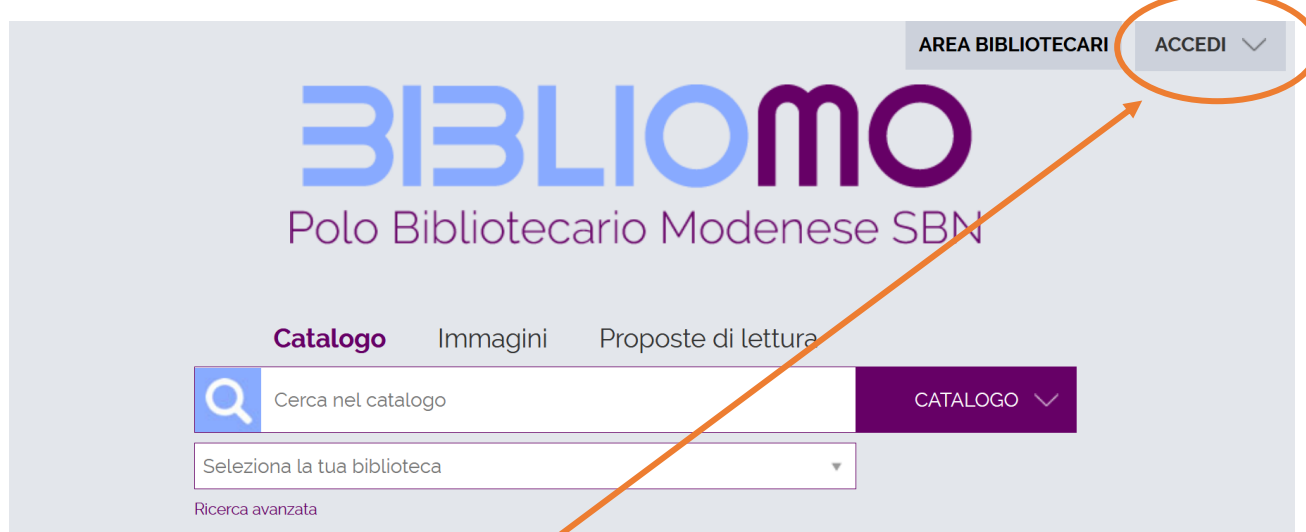 AREA BIBLIOTECARI ACCEDI
BIBLIOMO
Polo Bibliotecario Modenese SBN
Catalogo Immagini Proposte di lettura
Cerca nel catalogo CATALOGO
Seleziona la tua biblioteca
Ricerca avanzata